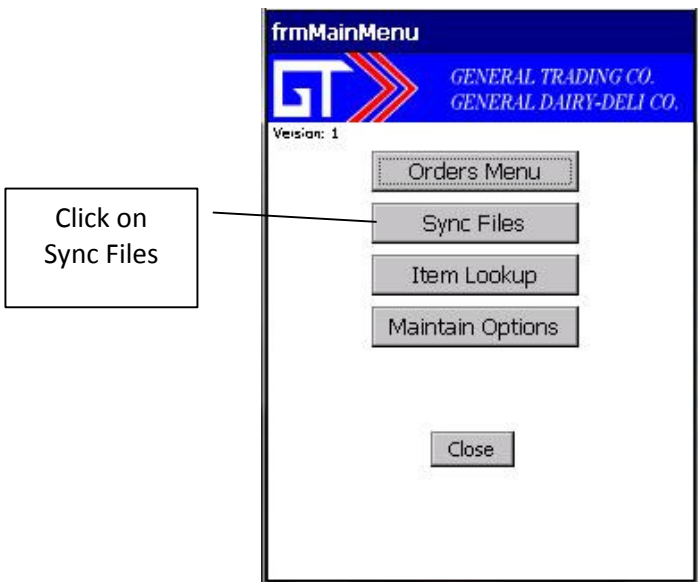 frmMainMenu
GT
GENERAL TRADING CO.
GENERAL DAIRY-DELI CO.
Version: 1
Orders Menu
Click on
Sync Files
Sync Files
Item Lookup
Maintain Options
Close